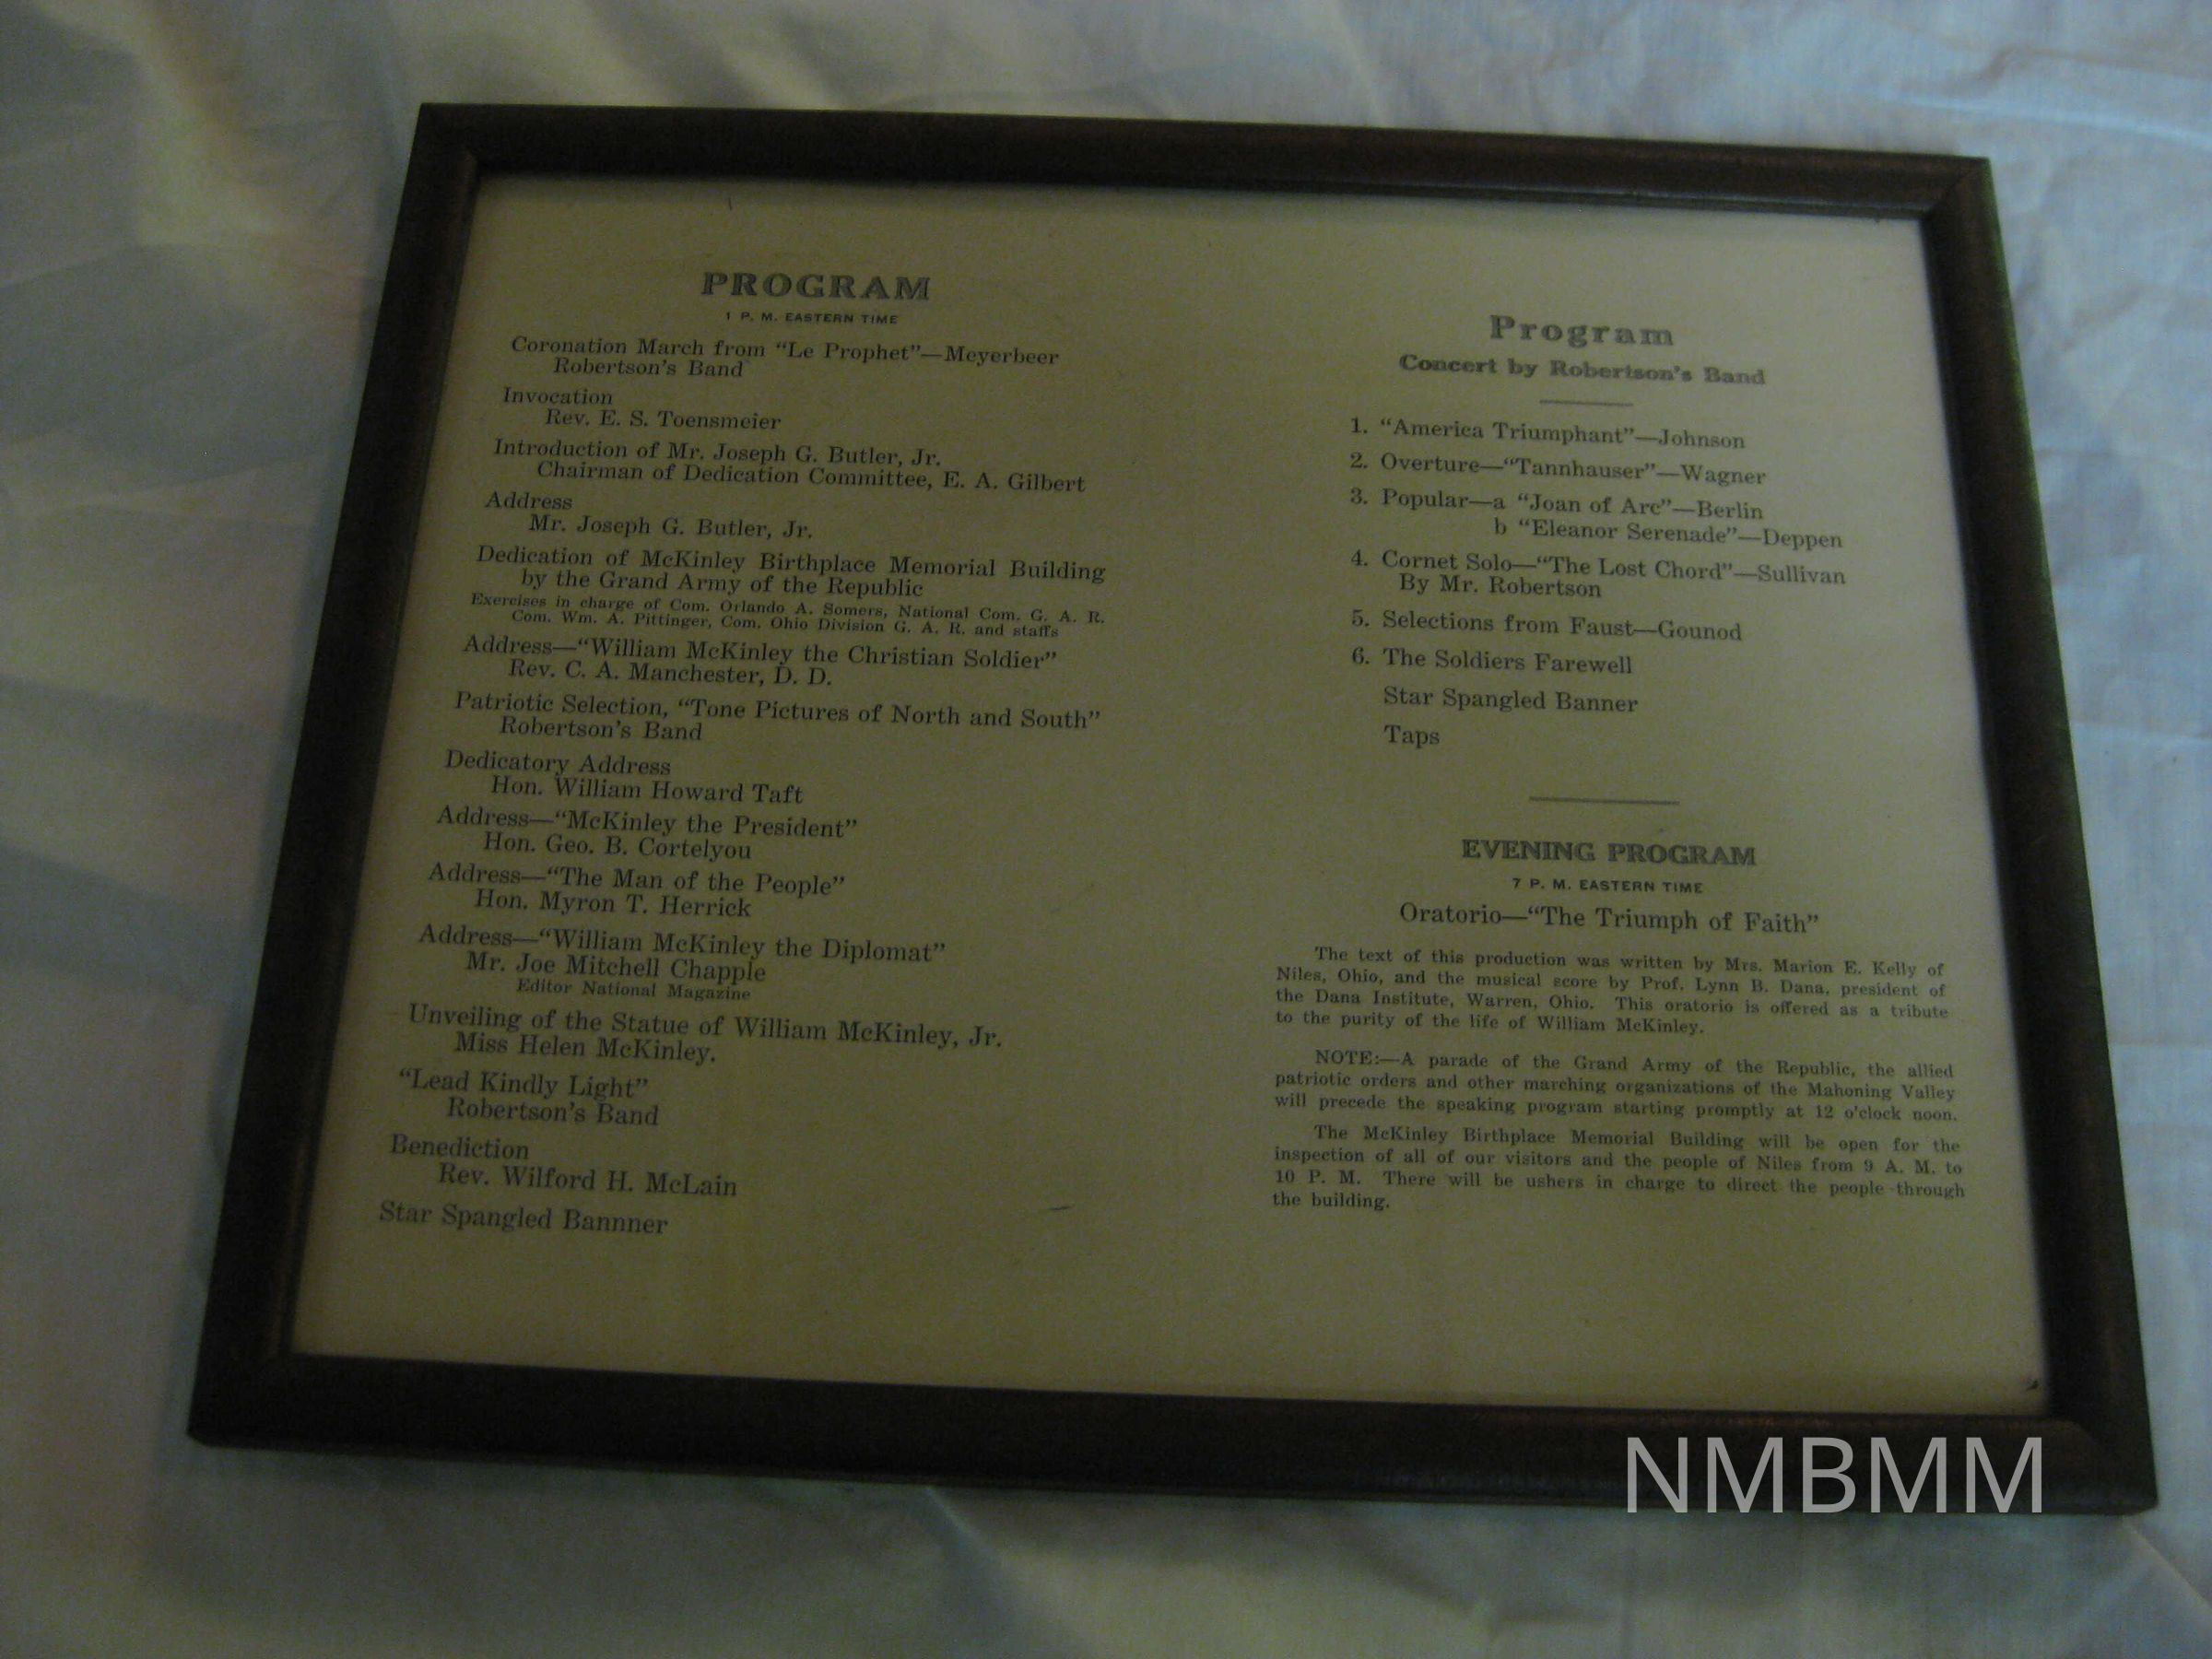 PROGRAM
1 P. M. EASTERN TIME
Coronation March from “Le Prophet”—Meyerbeer
Robertson's Band
Invocation
Rev. E. S. Toensmeier
Introduction of Mr. Joseph G. Butler, Jr.
Chairman of Dedication Committee, E. A. Gilbert
Address
Mr. Joseph G. Butler, Jr.
Dedication of McKinley Birthplace Memorial Building
by the Grand Army of the Republic
Exercises in charge of Com. Orlando A. Somers, National Com. G. A. R.
Com. Wm. A. Pittinger, Com. Ohio Division G. A. R. and staffs
Address—“William McKinley the Christian Soldier”
Rev. C. A. Manchester, D. D.
Patriotic Selection, “Tone Pictures of North and South”
Robertson's Band
Dedicatory Address
Hon. William Howard Taft
Address—“McKinley the President”
Hon. Geo. B. Cortelyou
Address—“The Man of the People”
Hon. Myron T. Herrick
Address—“William McKinley the Diplomat”
Mr. Joe Mitchell Chapple
Editor National Magazine
Unveiling of the Statue of William McKinley, Jr.
Miss Helen McKinley.
“Lead Kindly Light”
Robertson's Band
Benediction
Rev. Wilford H. McLain
Star Spangled Bannner
Program
Concert by Robertson's Band
1. “America Triumphant”—Johnson
2. Overture—“Tannhauser”—Wagner
3. Popular—a “Joan of Arc”—Berlin
b “Eleanor Serenade”—Deppen
4. Cornet Solo—“The Lost Chord”—Sullivan
By Mr. Robertson
5. Selections from Faust—Gounod
6. The Soldiers Farewell
Star Spangled Banner
Taps
EVENING PROGRAM
7 P. M. EASTERN TIME
Oratorio—“The Triumph of Faith”
The text of this production was written by Mrs. Marion E. Kelly of
Niles, Ohio, and the musical score by Prof. Lynn B. Dana, president of
the Dana Institute, Warren, Ohio. This oratorio is offered as a tribute
to the purity of the life of William McKinley.
NOTE:—A parade of the Grand Army of the Republic, the allied
patriotic orders and other marching organizations of the Mahoning Valley
will precede the speaking program starting promptly at 12 o'clock noon.
The McKinley Birthplace Memorial Building will be open for the
inspection of all of our visitors and the people of Niles from 9 A. M. to
10 P. M. There will be ushers in charge to direct the people through
the building.
NMBMM